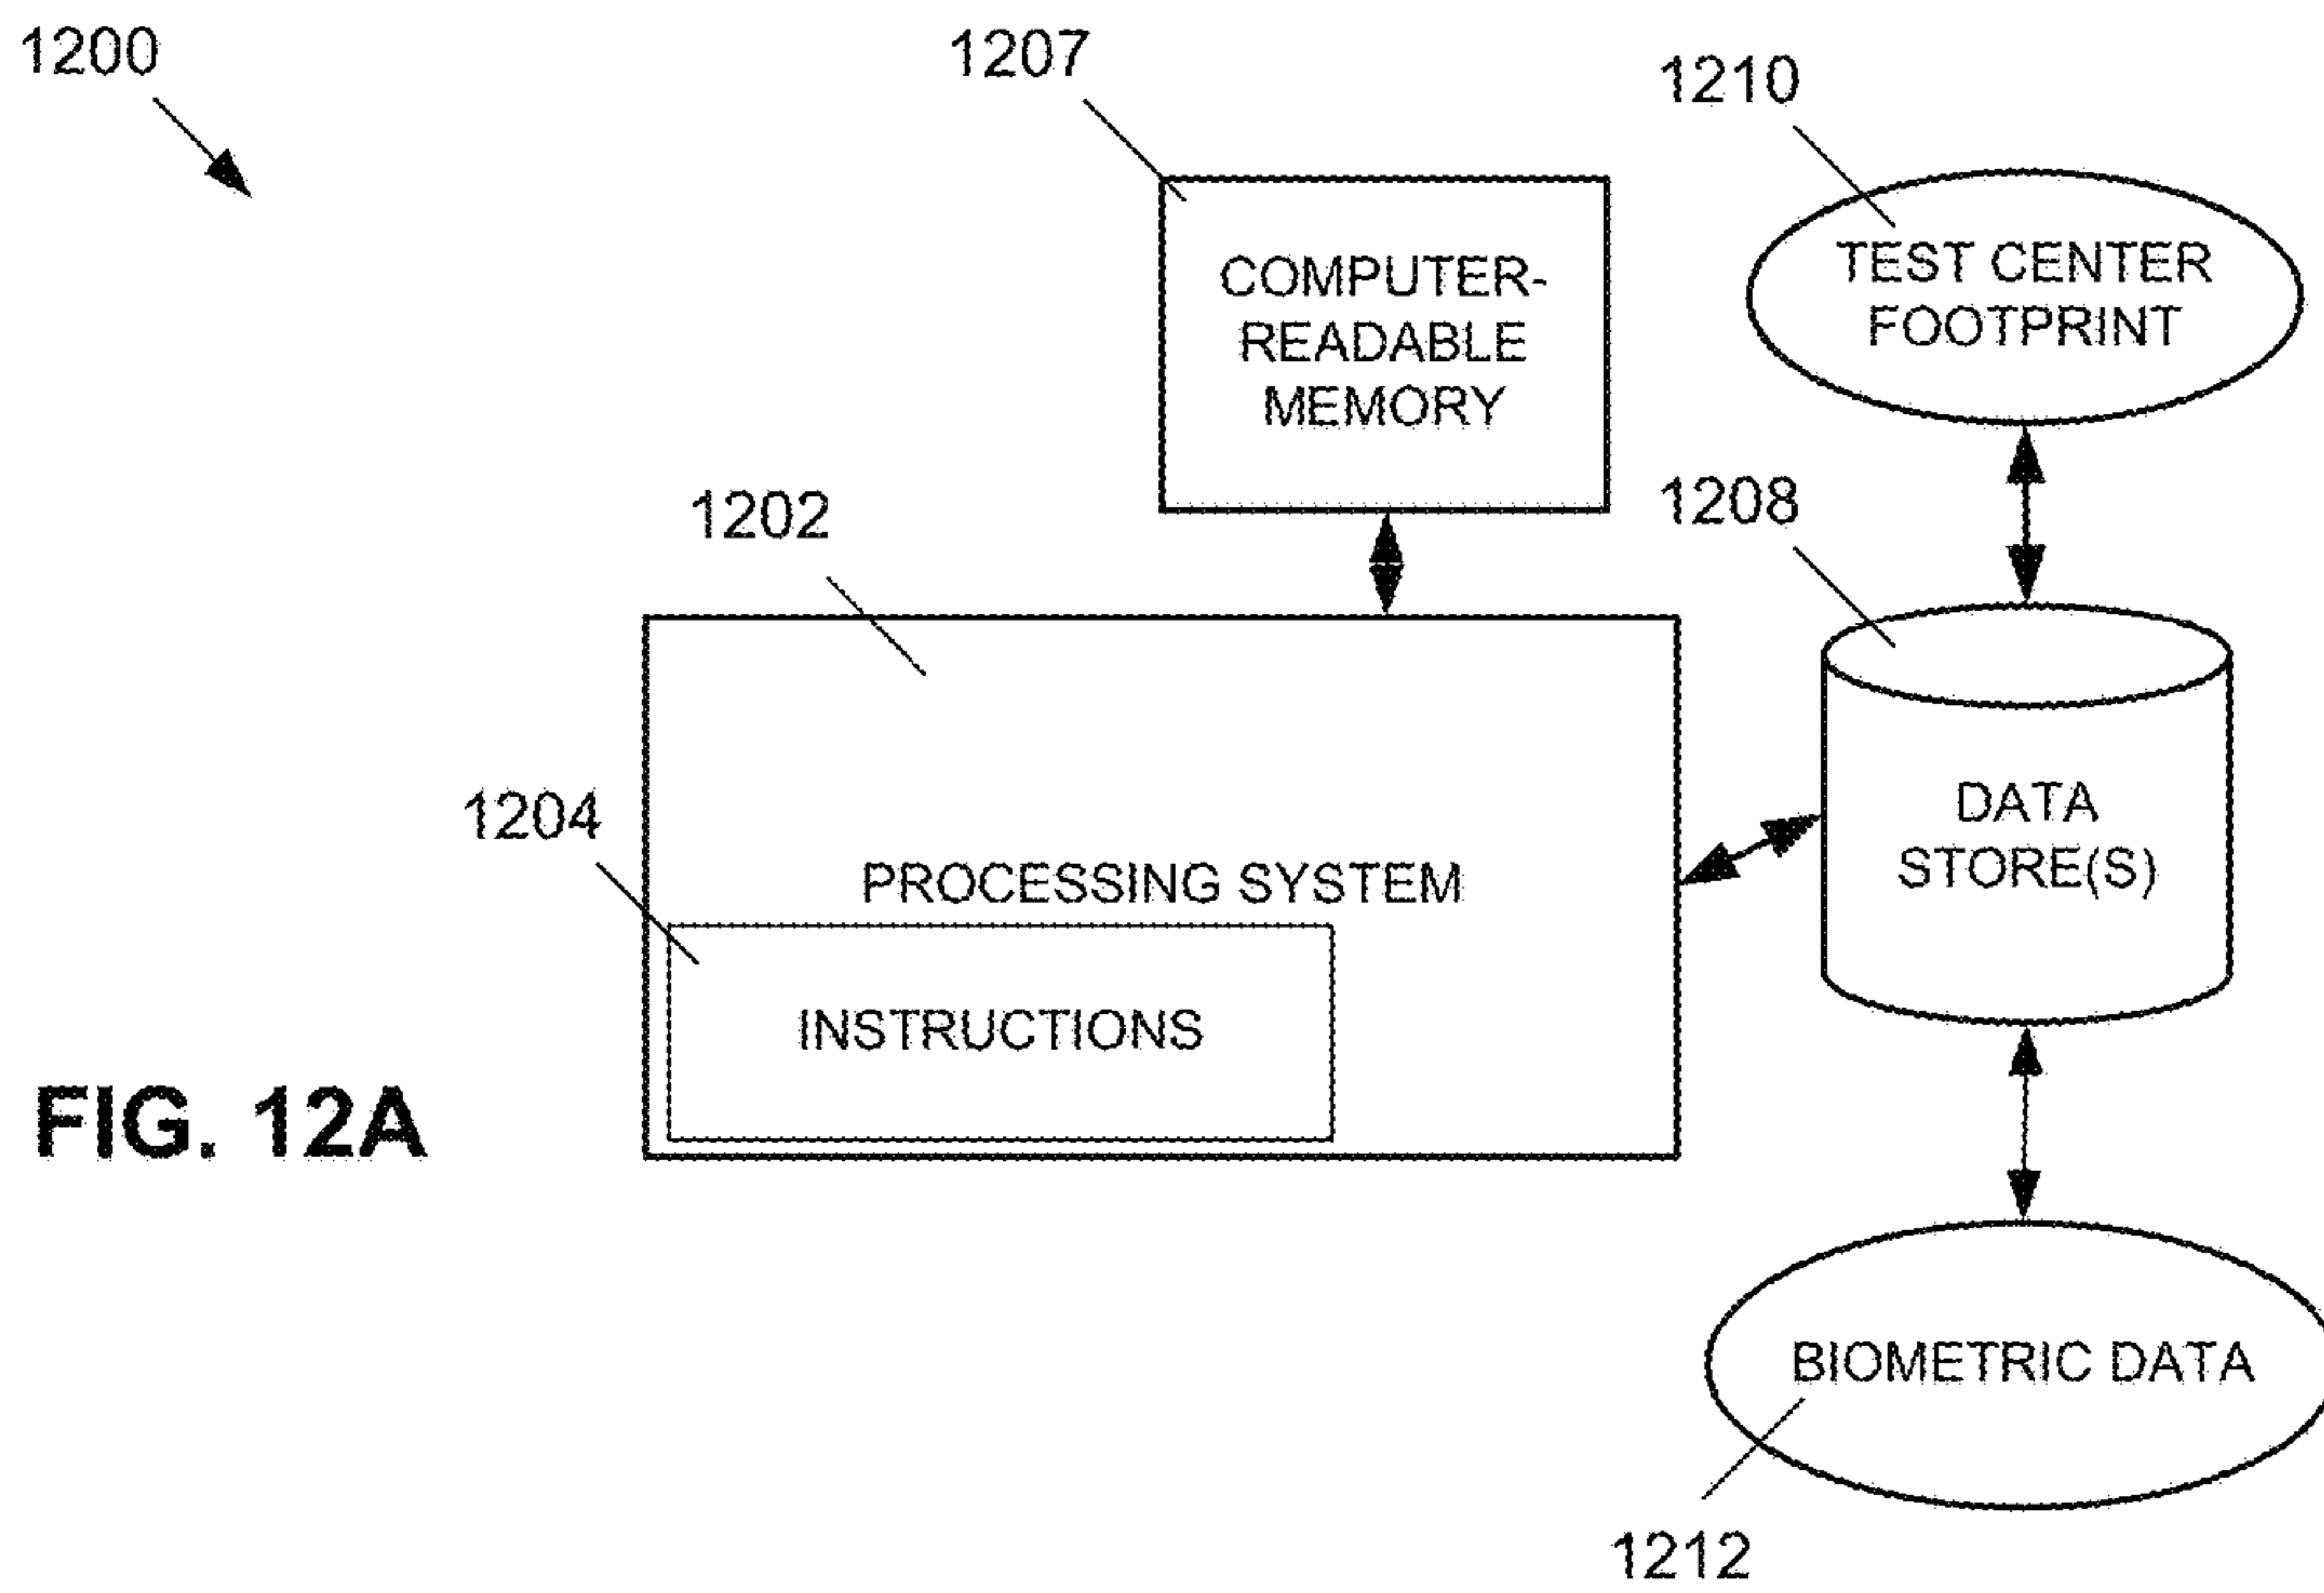 1200
1207
1210
COMPUTER-
READABLE
MEMORY
TEST CENTER
FOOTPRINT
1202
1208
1204
PROCESSING SYSTEM
DATA
STORE(S)
INSTRUCTIONS
FIG. 12A
BIOMETRIC DATA
1212